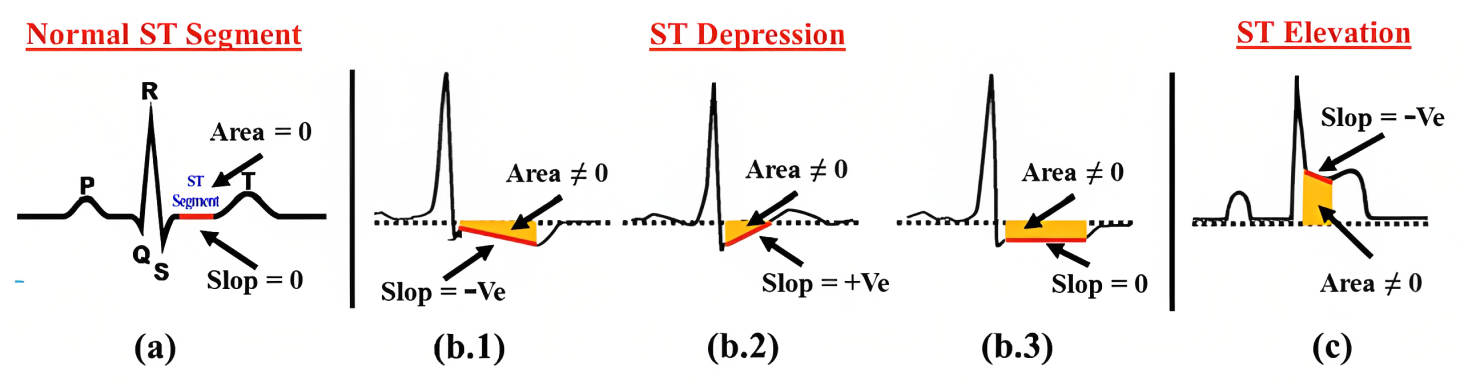 Normal ST Segment
ST Depression
ST Elevation
R
Area = 0
P
ST
Segment
T
Q
S
Slop = 0
Area ≠ 0
Slop = -Ve
Area ≠ 0
Slop = +Ve
Area ≠ 0
Slop = 0
Slop = -Ve
Area ≠ 0
(a)
(b.1)
(b.2)
(b.3)
(c)